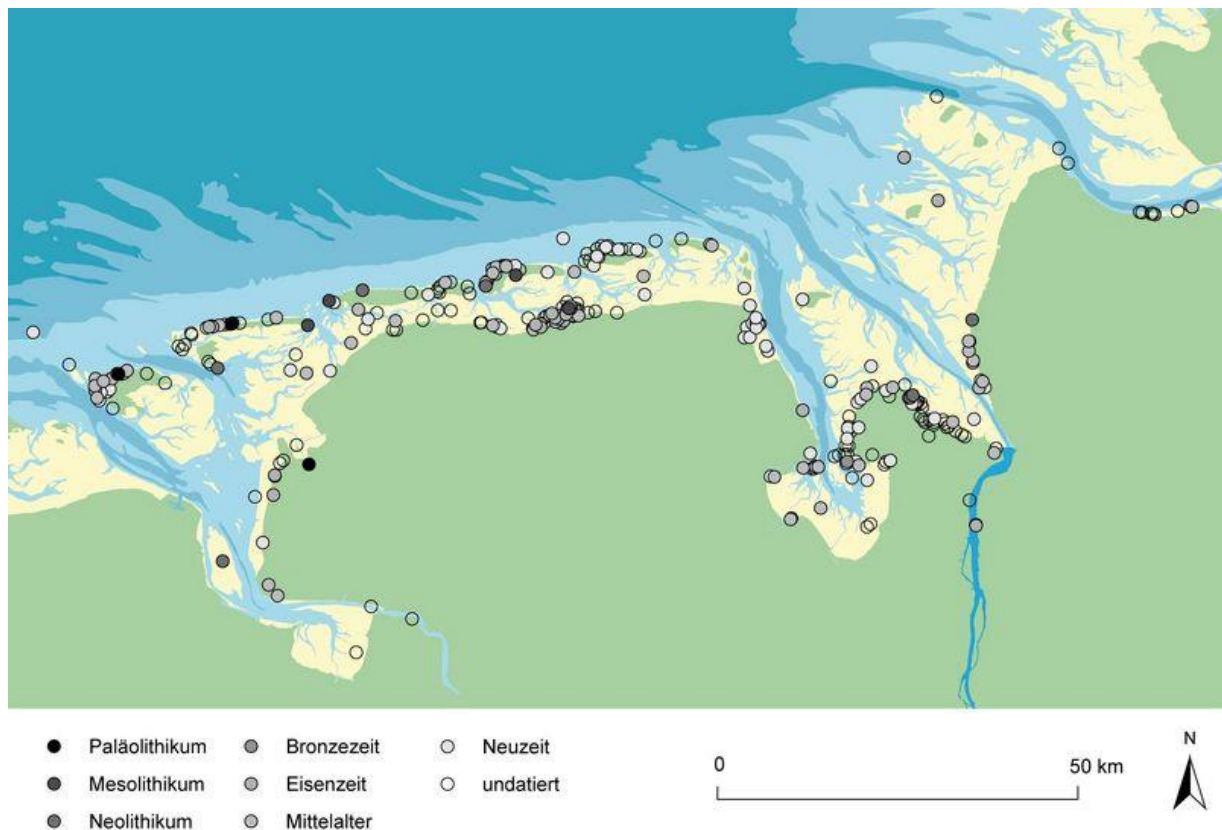 Paläolithikum
Mesolithikum
Neolithikum
Bronzezeit
Eisenzeit
Mittelalter
Neuzeit
undatiert
0 50 km
N